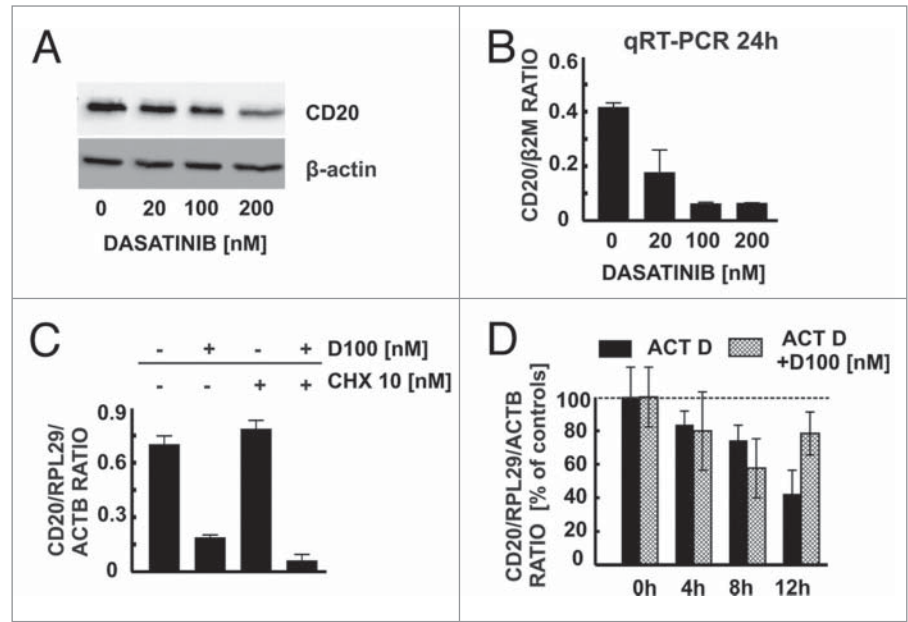 A
CD20
β-actin
0 20 100 200
DASATINIB [nM]
B
qRT-PCR 24h
CD20/β2M RATIO
0.6
0.4
0.2
0
0 20 100 200
DASATINIB [nM]
C
- + - + D100 [nM]
- - + + CHX 10 [nM]
CD20/RPL29/
ACTB RATIO
0.9
0.6
0.3
0
D
ACT D
ACT D
+D100 [nM]
CD20/RPL29/ACTB
RATIO [% of controls]
100
80
60
40
20
0
0h 4h 8h 12h